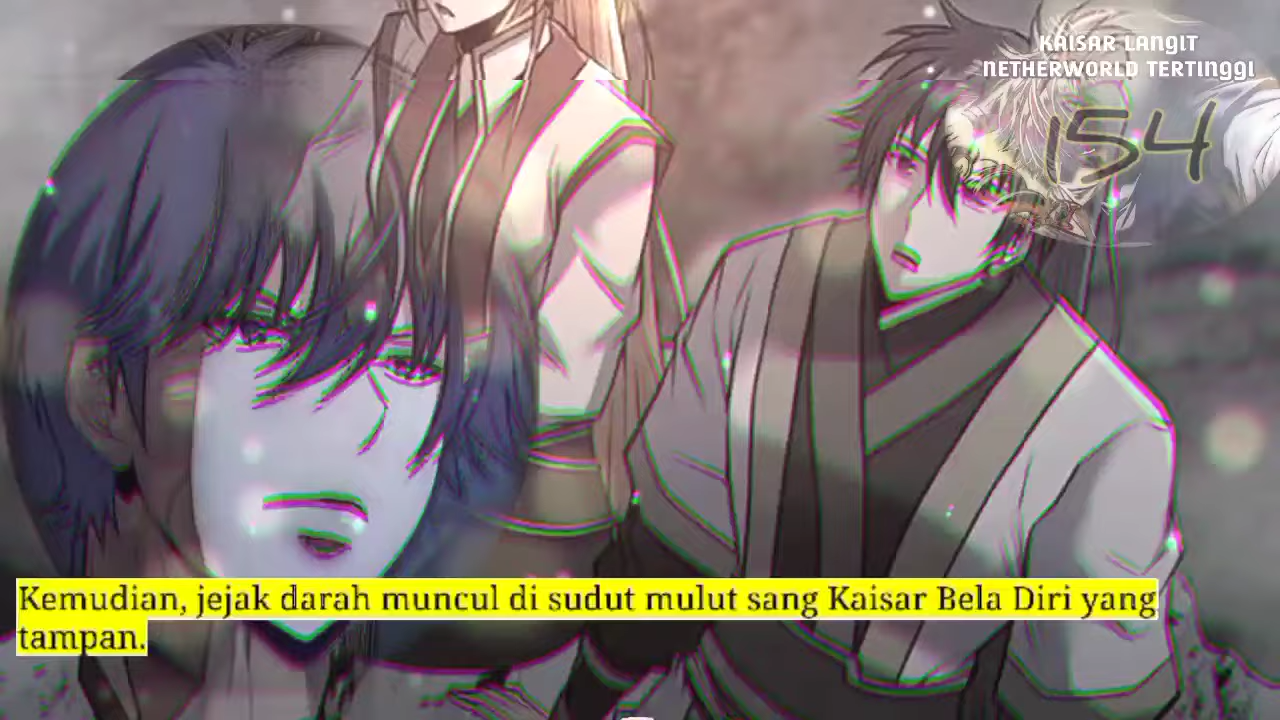 KAISAR LANGIT
NETHERWORLD TERTINGGI
154
Kemudian, jejak darah muncul di sudut mulut sang Kaisar Bela Diri yang
tampan.